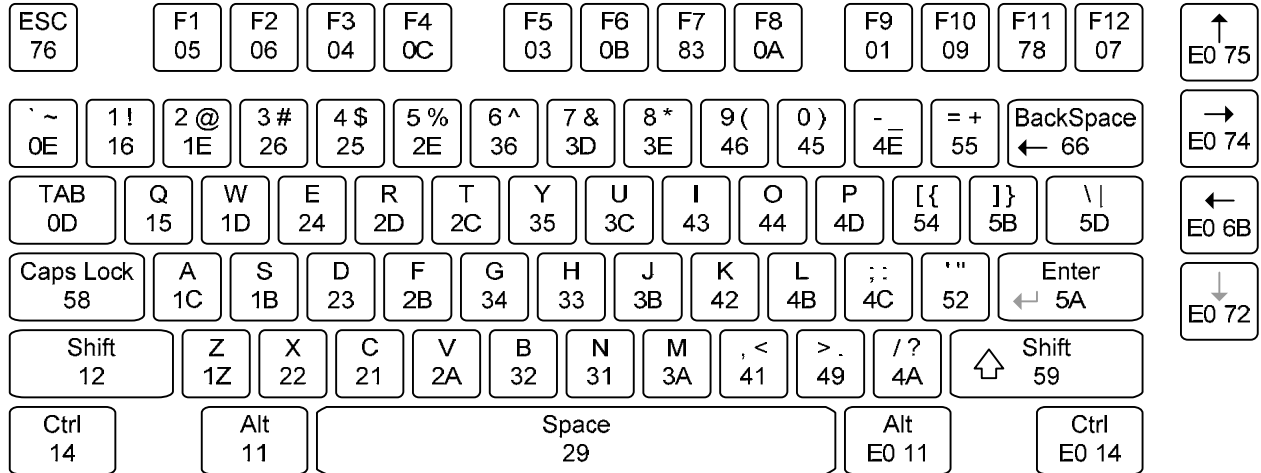 ESC F1 F2 F3 F4 F5 F6 F7 F8 F9 F10 F11 F12 ↑
76 05 06 04 0C 03 0B 83 0A 01 09 78 07 E0 75
` ~ 1 ! 2 @ 3 # 4 $ 5 % 6 ^ 7 & 8 * 9 ( 0 ) - _ = + BackSpace →
0E 16 1E 26 25 2E 36 3D 3E 46 45 4E 55 ← 66 E0 74
TAB Q W E R T Y U I O P [ { ] } \ | ←
0D 15 1D 24 2D 2C 35 3C 43 44 4D 54 5B 5D E0 6B
Caps Lock A S D F G H J K L ; : ' " Enter ↓
58 1C 1B 23 2B 34 33 3B 42 4B 4C 52 ↵ 5A E0 72
Shift Z X C V B N M , < > . / ? ⇧ Shift
12 1Z 22 21 2A 32 31 3A 41 49 4A 59
Ctrl Alt Space Alt Ctrl
14 11 29 E0 11 E0 14